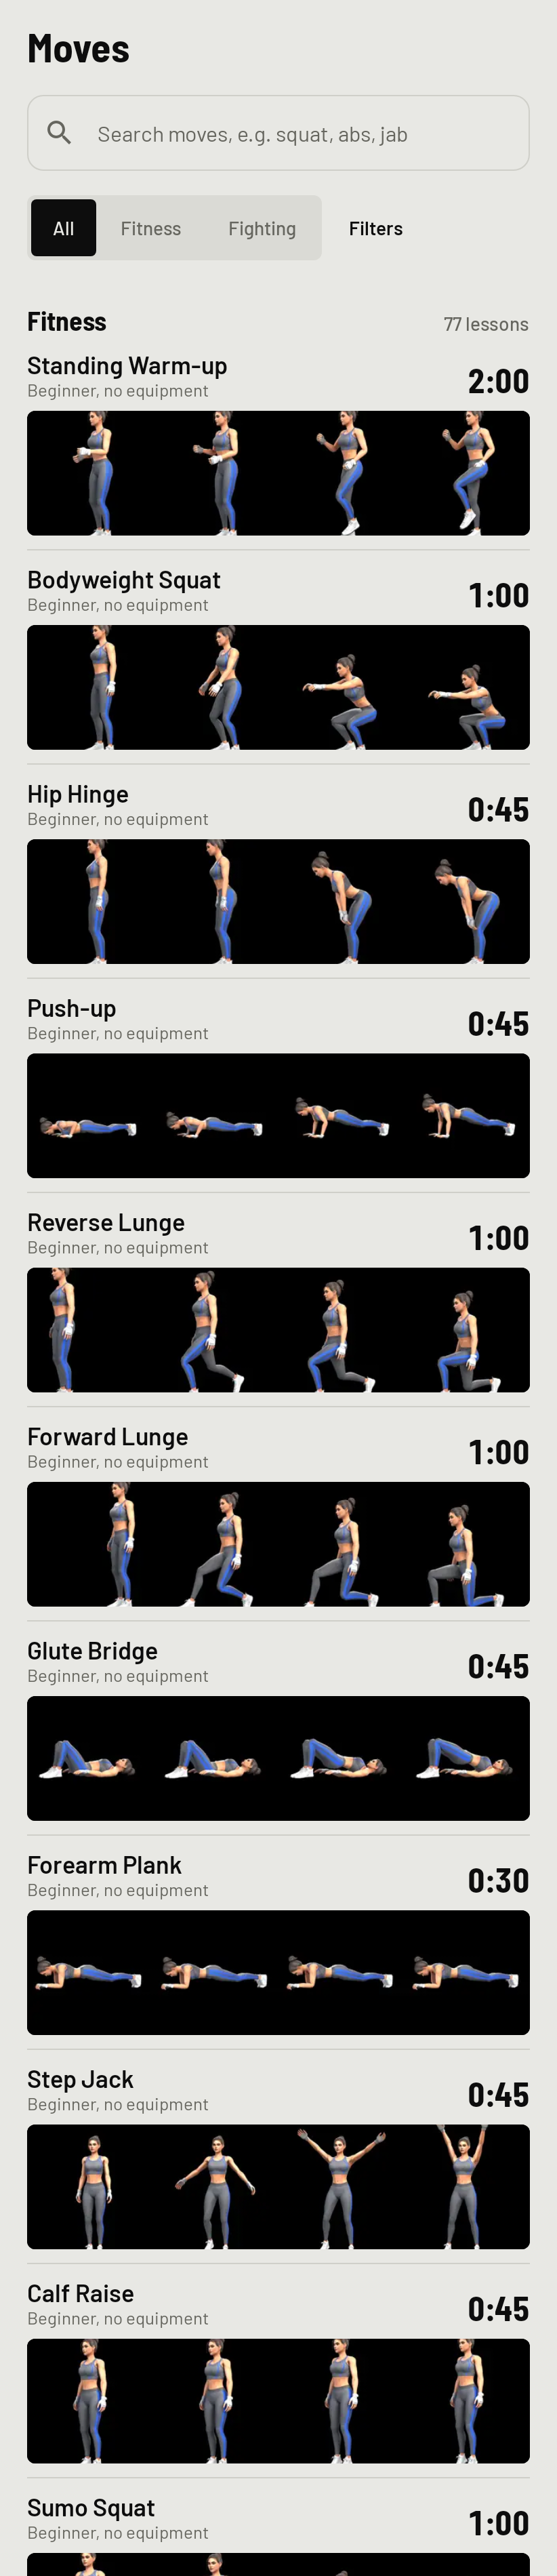 Moves
Search moves, e.g. squat, abs, jab
All Fitness Fighting Filters
Fitness 77 lessons
Standing Warm-up
Beginner, no equipment
2:00
Bodyweight Squat
Beginner, no equipment
1:00
Hip Hinge
Beginner, no equipment
0:45
Push-up
Beginner, no equipment
0:45
Reverse Lunge
Beginner, no equipment
1:00
Forward Lunge
Beginner, no equipment
1:00
Glute Bridge
Beginner, no equipment
0:45
Forearm Plank
Beginner, no equipment
0:30
Step Jack
Beginner, no equipment
0:45
Calf Raise
Beginner, no equipment
0:45
Sumo Squat
Beginner, no equipment
1:00